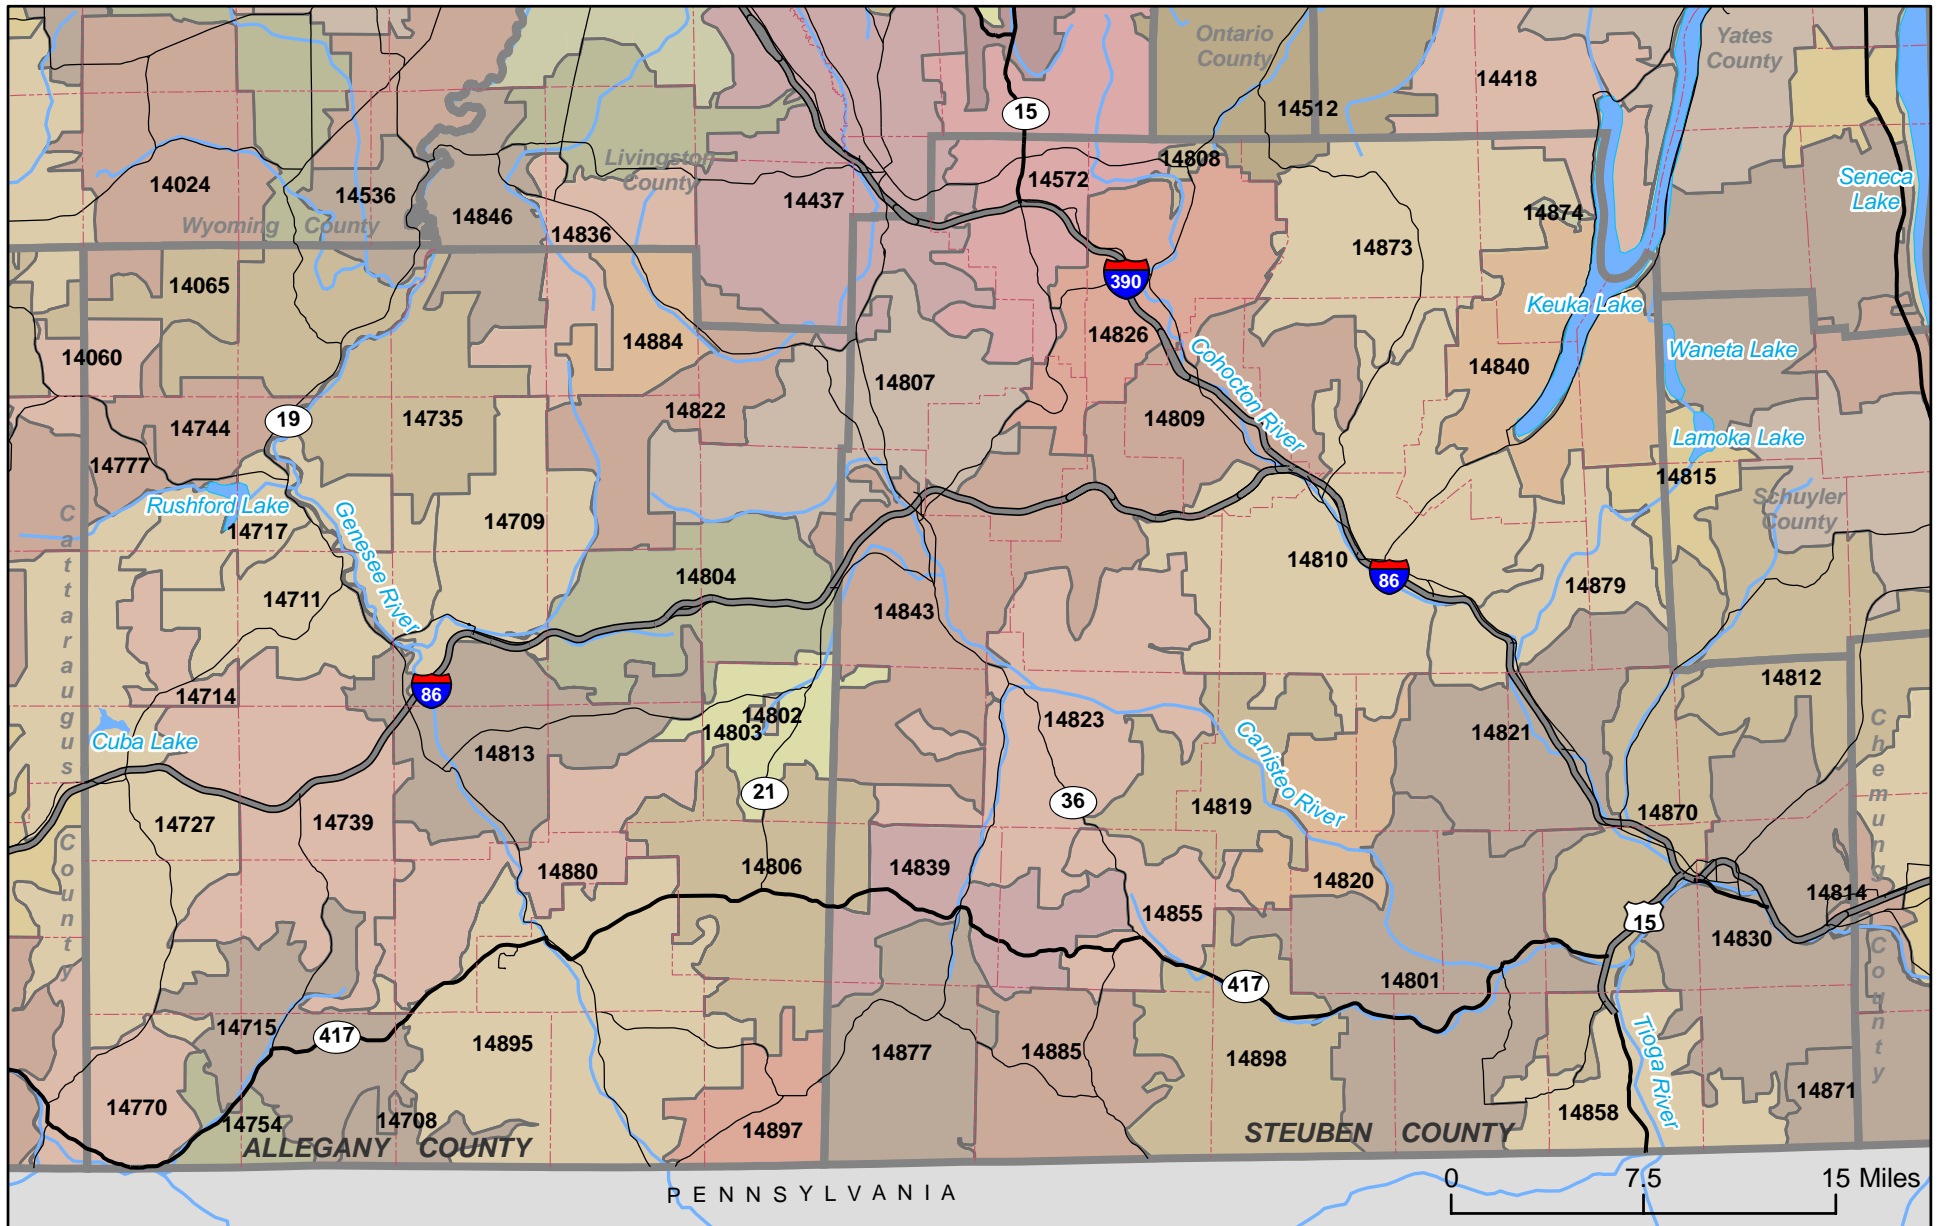 Ontario
County
Yates
County
14418
15
14512
14808
Livingston
County
14024
14536
14437
14572
Seneca
Lake
14846
14874
Wyoming County
14836
14873
14065
390
Keuka Lake
14826
14884
14060
Cohocton River
Waneta Lake
14807
14840
19
14735
14822
14809
14744
Lamoka Lake
14777
14815
Rushford Lake
Schuyler
County
14717
Genesee River
14709
14810
86
14804
14879
14711
14843
Cattaraugus
County
14714
86
14812
14802
14803
14823
14821
Cuba Lake
Canisteo River
Chemung
County
14813
21
36
14819
14870
14727
14739
14880
14806
14839
14820
14814
14855
15
14830
14801
417
14715
417
14895
14877
14885
14898
Tioga River
14770
14754
14708
14897
14858
14871
ALLEGANY COUNTY
STEUBEN COUNTY
PENNSYLVANIA
0 7.5 15 Miles